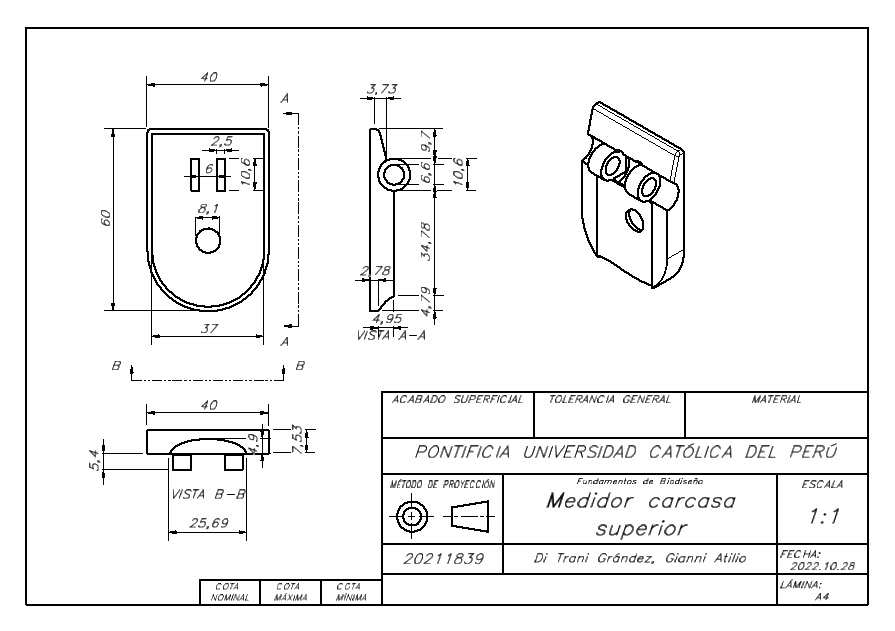 40
A
2,5
6
10,6
8,1
60
37
A
3,73
9,7
6,6
10,6
34,78
2,78
4,79
4,95
VISTA A-A
B
B
40
4,9
7,53
5,4
VISTA B-B
25,69
ACABADO SUPERFICIAL
TOLERANCIA GENERAL
MATERIAL
PONTIFICIA UNIVERSIDAD CATÓLICA DEL PERÚ
MÉTODO DE PROYECCIÓN
Fundamentos de Biodiseño
Medidor carcasa
superior
ESCALA
1:1
20211839
Di Trani Grández, Gianni Atilio
FECHA:
2022.10.28
COTA
NOMINAL
COTA
MÁXIMA
COTA
MÍNIMA
LÁMINA:
A4